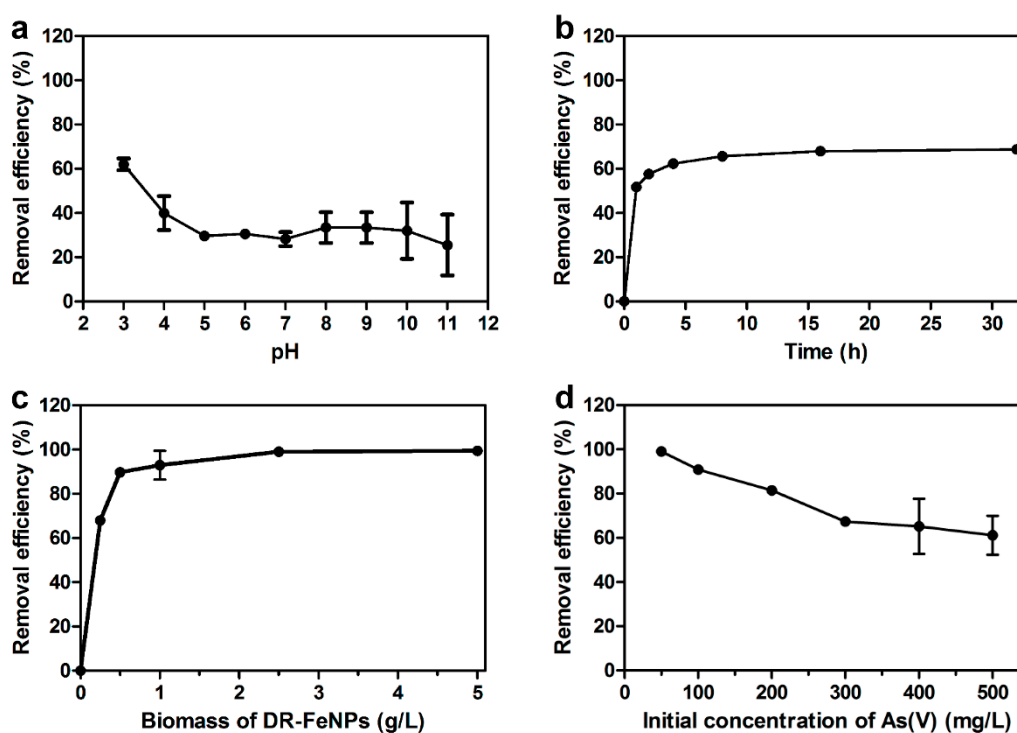 a
Removal efficiency (%)
120
100
80
60
40
20
0
2 3 4 5 6 7 8 9 10 11 12
pH
b
Removal efficiency (%)
120
100
80
60
40
20
0
0 5 10 15 20 25 30
Time (h)
c
Removal efficiency (%)
120
100
80
60
40
20
0
0 1 2 3 4 5
Biomass of DR-FeNPs (g/L)
d
Removal efficiency (%)
120
100
80
60
40
20
0
0 100 200 300 400 500
Initial concentration of As(V) (mg/L)